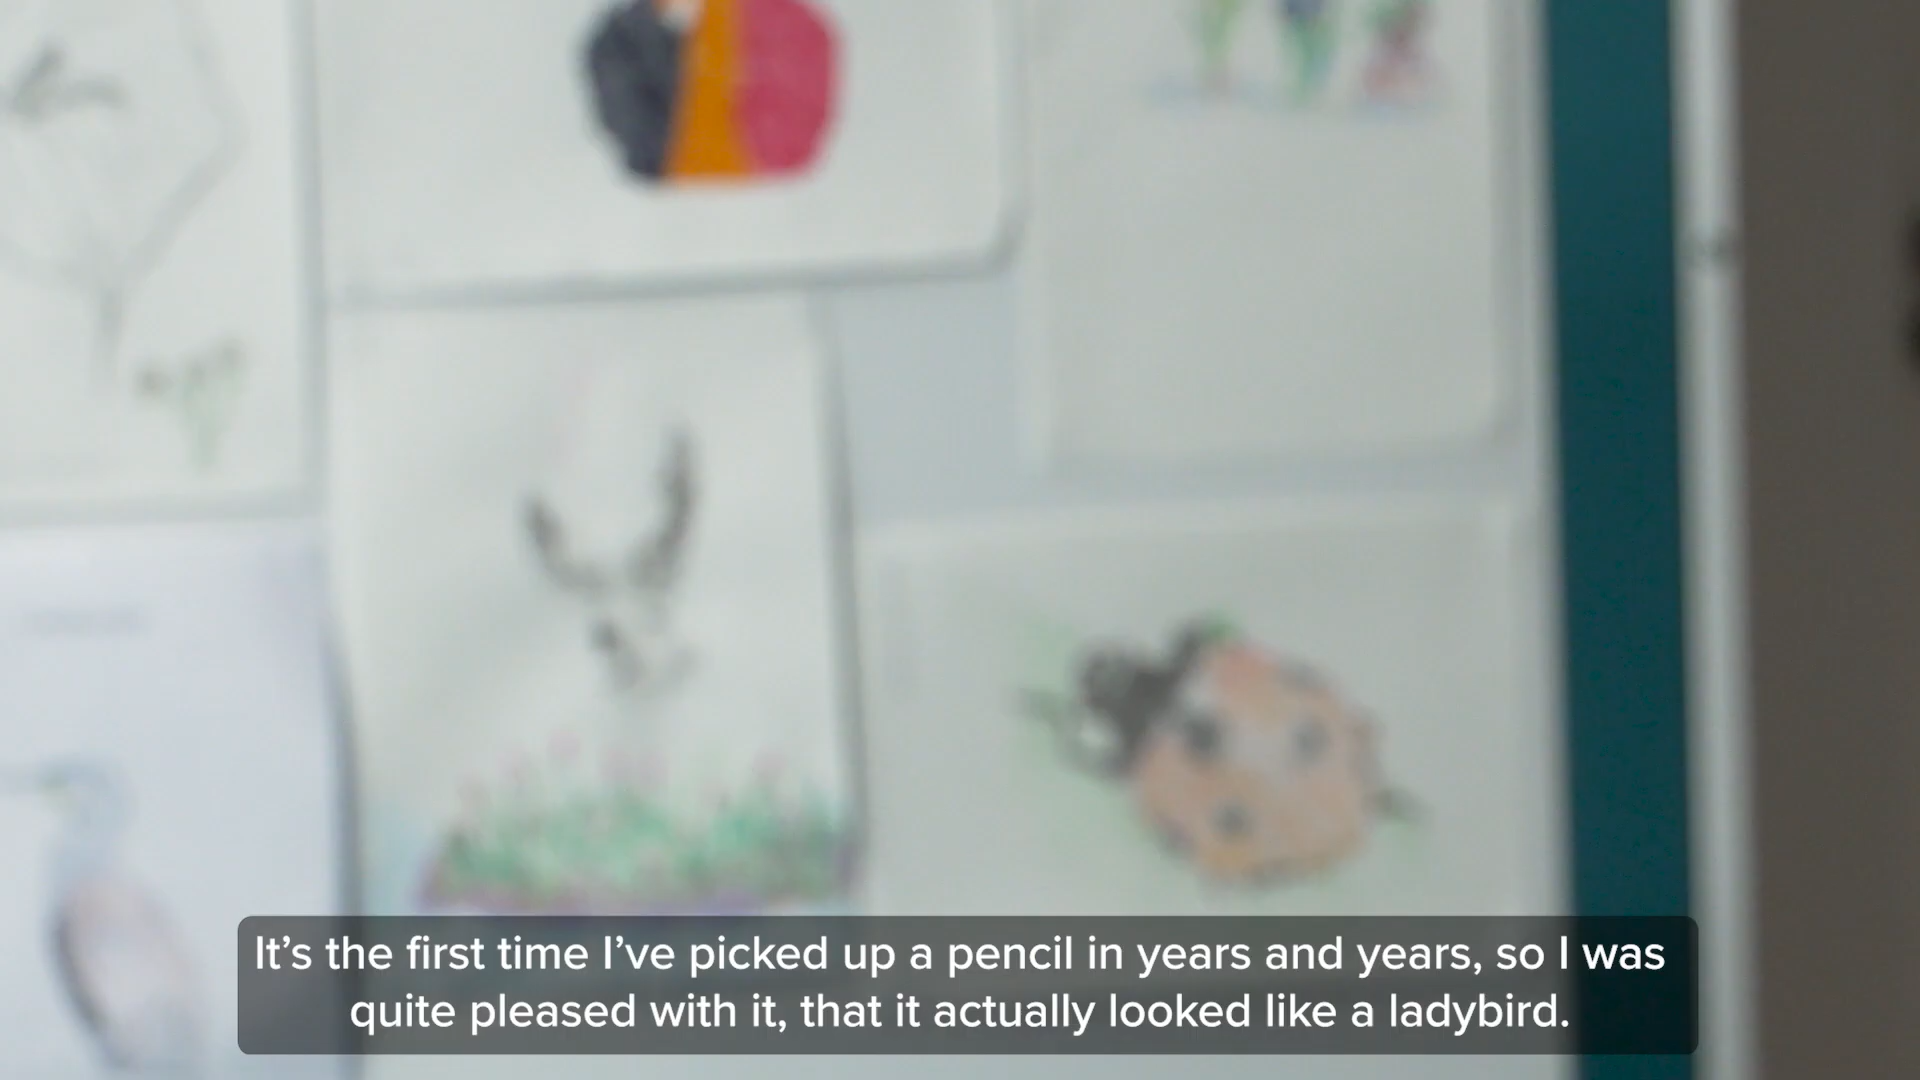 It’s the first time I’ve picked up a pencil in years and years, so I was
quite pleased with it, that it actually looked like a ladybird.